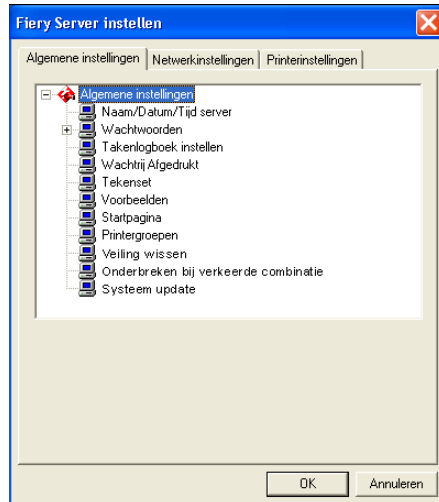 Fiery Server instellen
Algemene instellingen Netwerkinstellingen Printerinstellingen
Algemene instellingen
Naam/Datum/Tijd server
Wachtwoorden
Takenlogboek instellen
Wachtrij Afgedrukt
Tekenset
Voorbeelden
Startpagina
Printergroepen
Veiling wissen
Onderbreken bij verkeerde combinatie
Systeem update
OK Annuleren